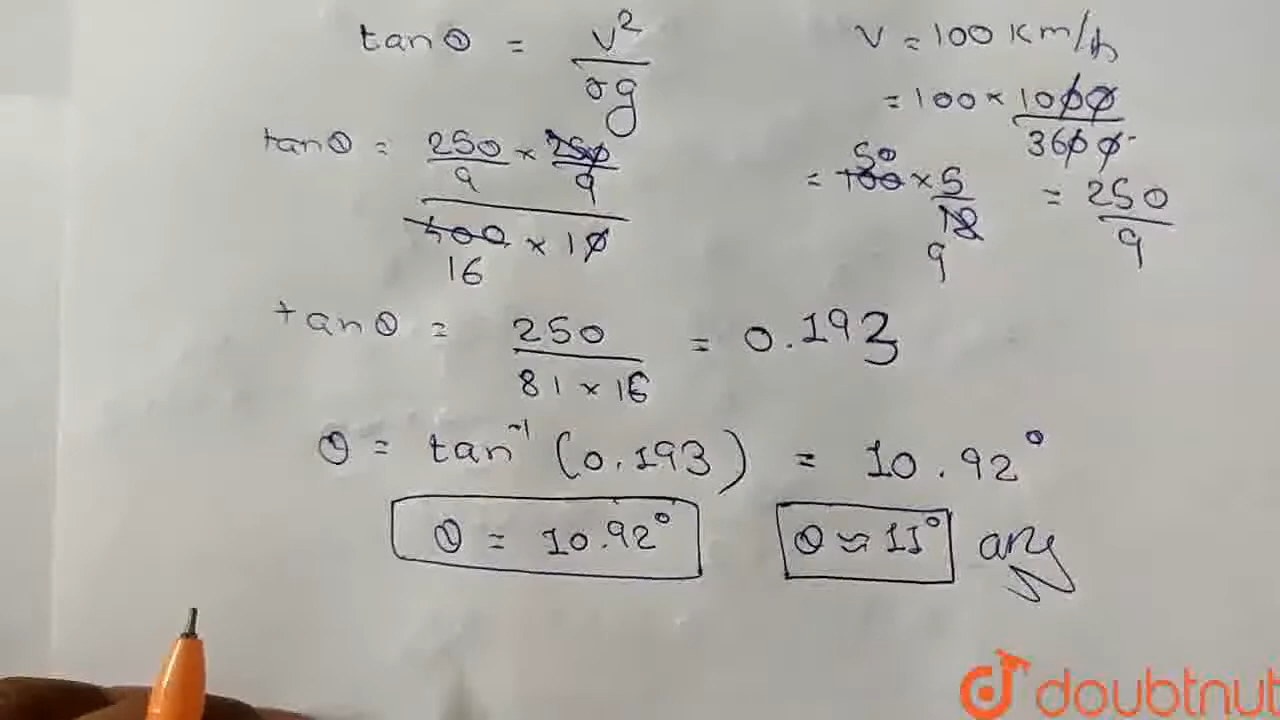 tan θ = v² / rg
v = 100 Km/h
= 100 × 1000 / 3600
tan θ = 250/9 × 250/9 / 400 × 10
16
50
= 100 × 5/18 = 250/9
9
tan θ = 250 / 81 × 16 = 0.193
θ = tan⁻¹ (0.193) = 10.92°
θ = 10.92° θ ≈ 11° ans
doubtnut